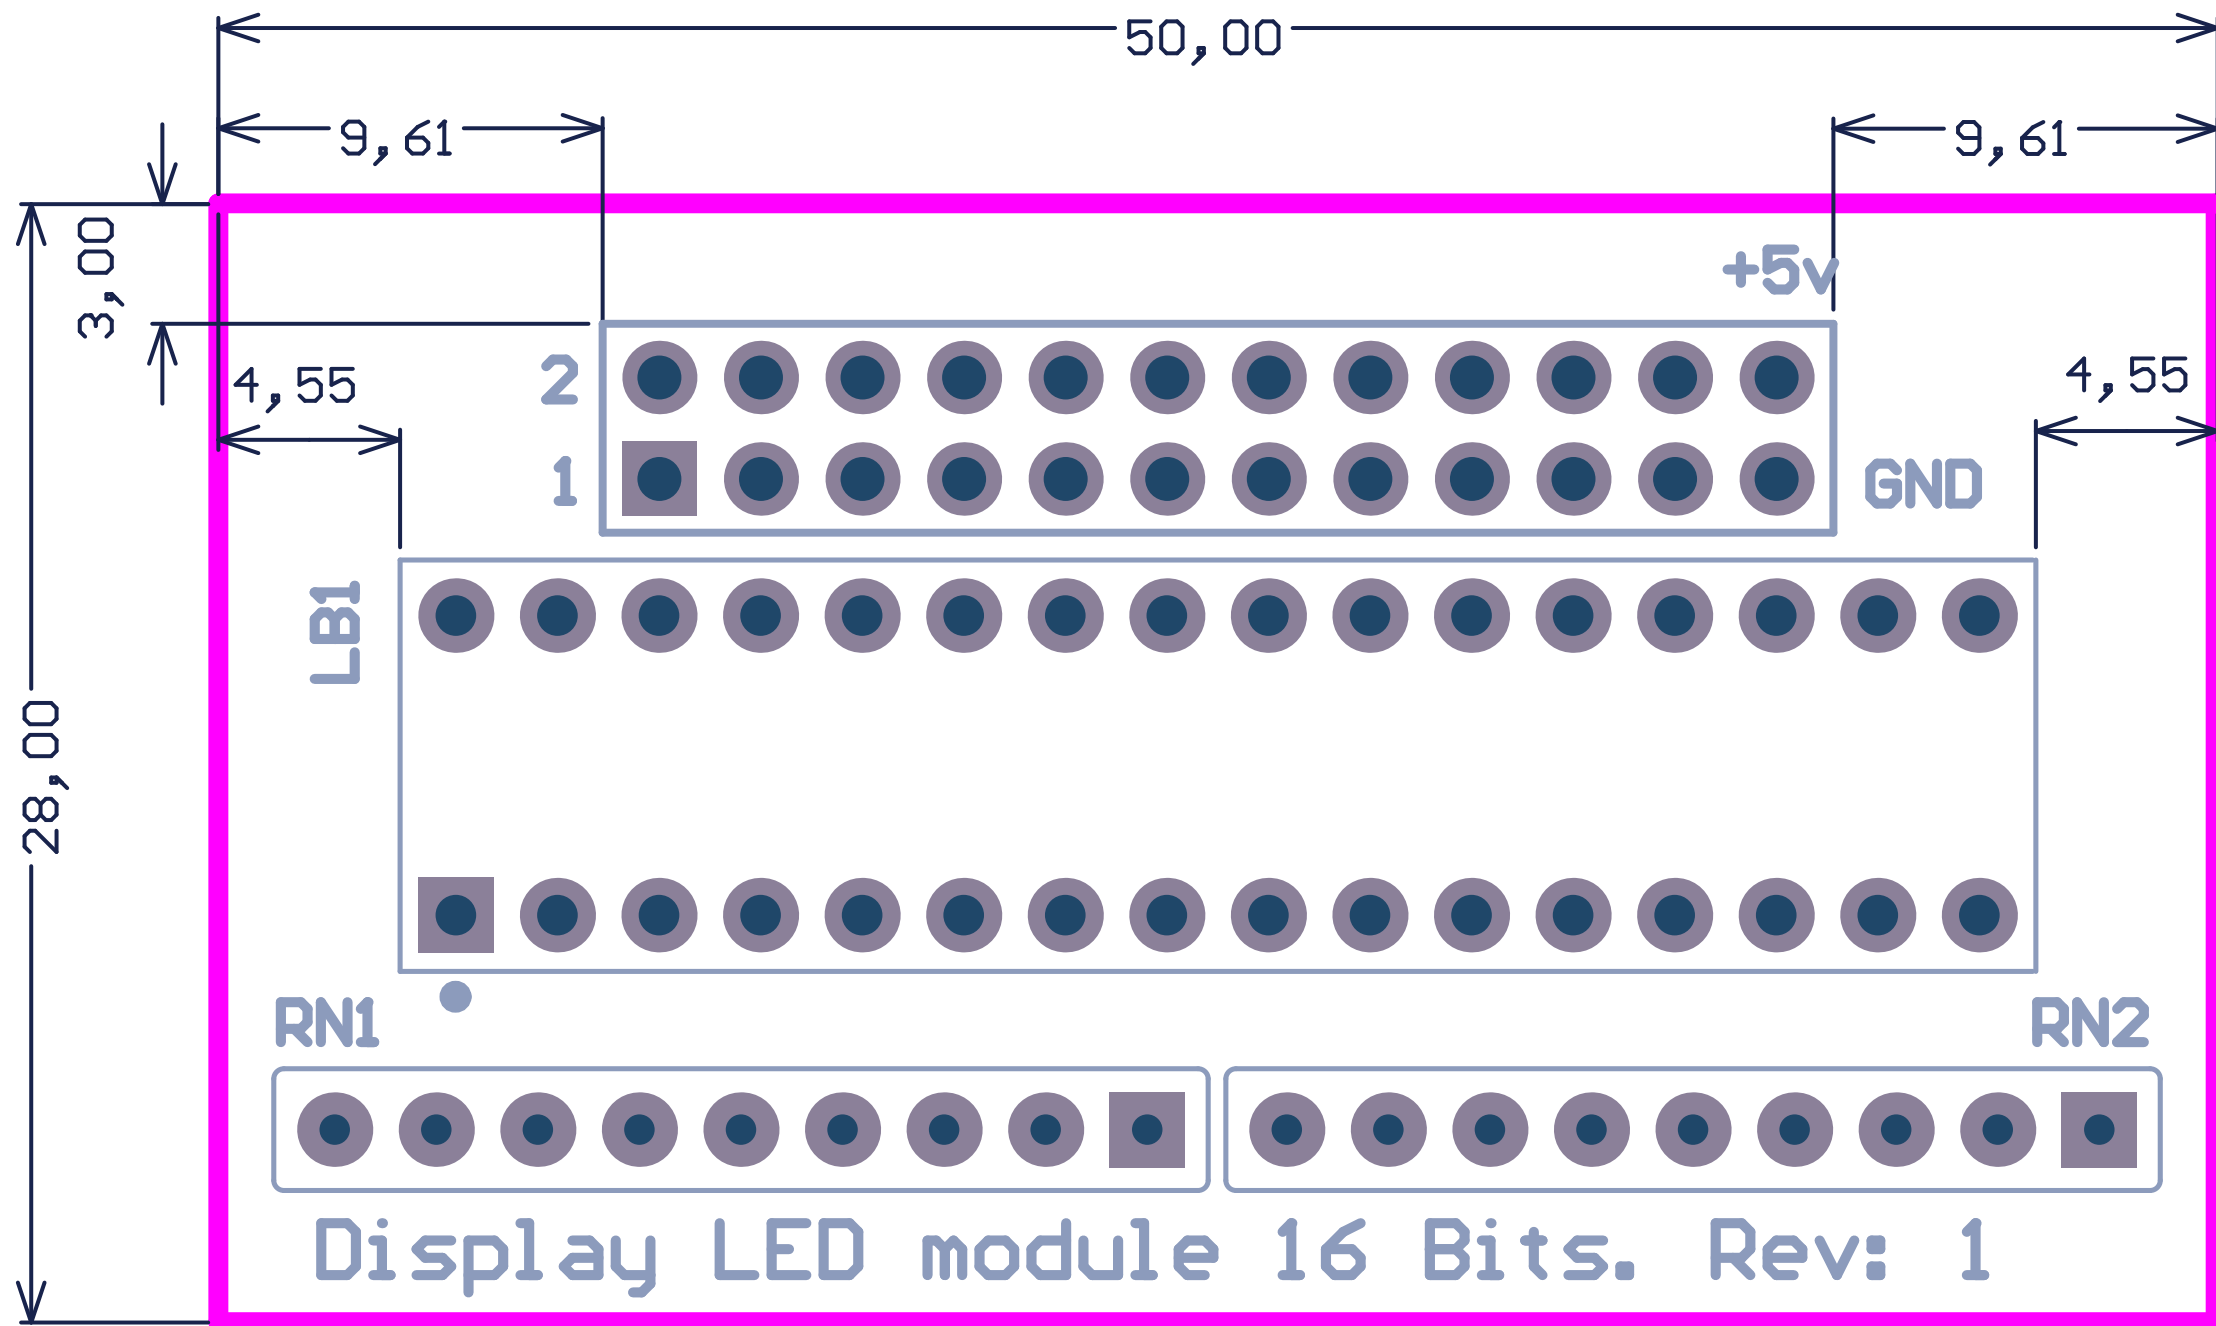 50,00
9,61
9,61
3,00
+5v
2
4,55
4,55
1
GND
LB1
28,00
RN1
RN2
Display LED module 16 Bits. Rev: 1